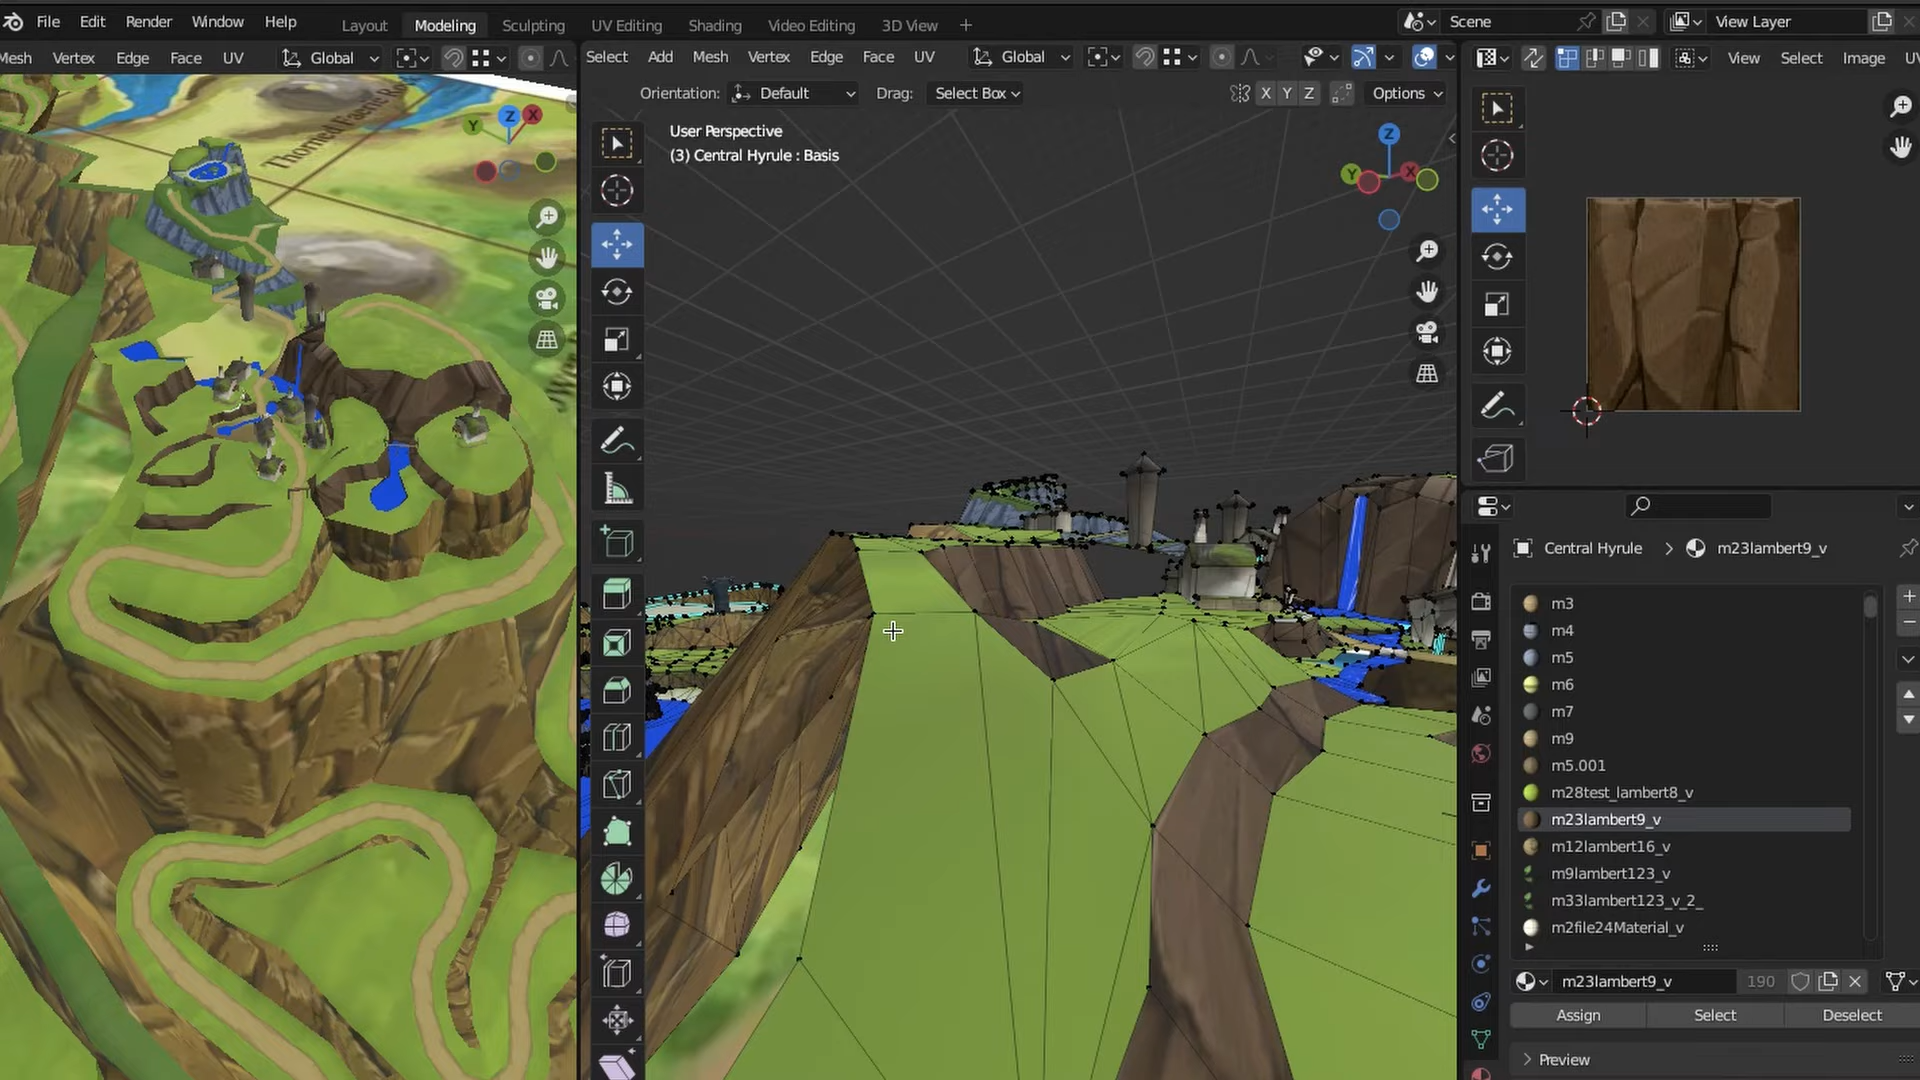 File Edit Render Window Help
Layout Modeling Sculpting UV Editing Shading Video Editing 3D View +
Scene
View Layer
Mesh Vertex Edge Face UV Global
Select Add Mesh Vertex Edge Face UV Global
View Select Image
Orientation: Default Drag: Select Box
X Y Z Options
User Perspective
(3) Central Hyrule : Basis
Z X Y
Z Y X
Thorned Faerie
Central Hyrule > m23lambert9_v
m3
m4
m5
m6
m7
m9
m5.001
m28test_lambert8_v
m23lambert9_v
m12lambert16_v
m9lambert123_v
m33lambert123_v_2_
m2file24Material_v
m23lambert9_v 190
Assign Select Deselect
Preview